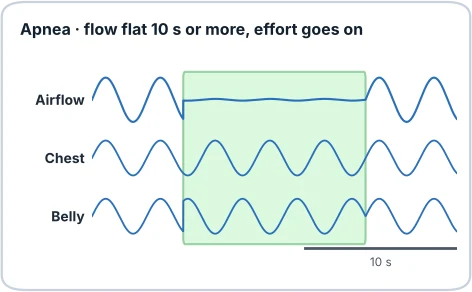 Apnea · flow flat 10 s or more, effort goes on
Airflow
Chest
Belly
10 s